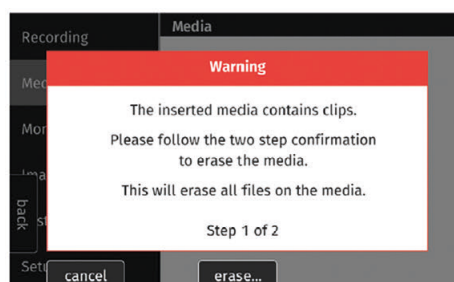 Recording
Media
Warning
The inserted media contains clips.
Please follow the two step confirmation
to erase the media.
This will erase all files on the media.
Step 1 of 2
back
cancel
erase...